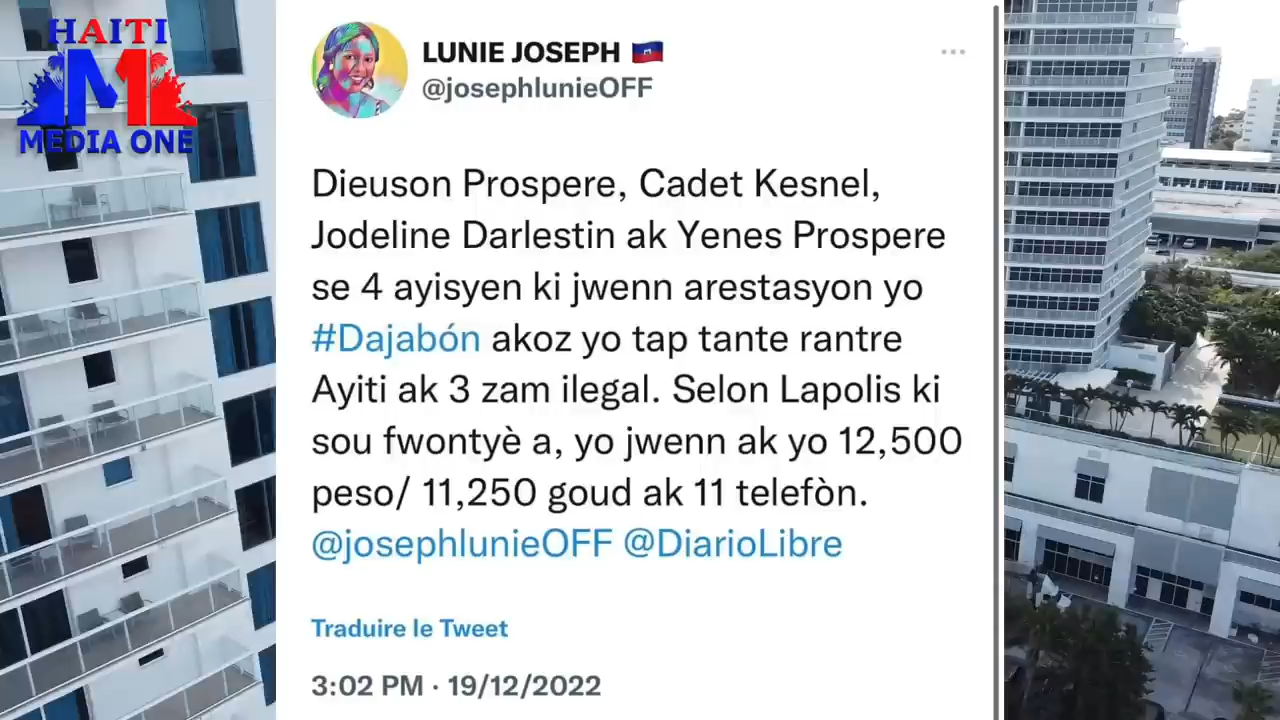 HAITI
M1
MEDIA ONE
LUNIE JOSEPH
@josephlunieOFF
Dieuson Prospere, Cadet Kesnel,
Jodeline Darlestin ak Yenes Prospere
se 4 ayisyen ki jwenn arestasyon yo
#Dajabón akoz yo tap tante rantre
Ayiti ak 3 zam ilegal. Selon Lapolis ki
sou fwontyè a, yo jwenn ak yo 12,500
peso/ 11,250 goud ak 11 telefòn.
@josephlunieOFF @DiarioLibre
Traduire le Tweet
3:02 PM · 19/12/2022